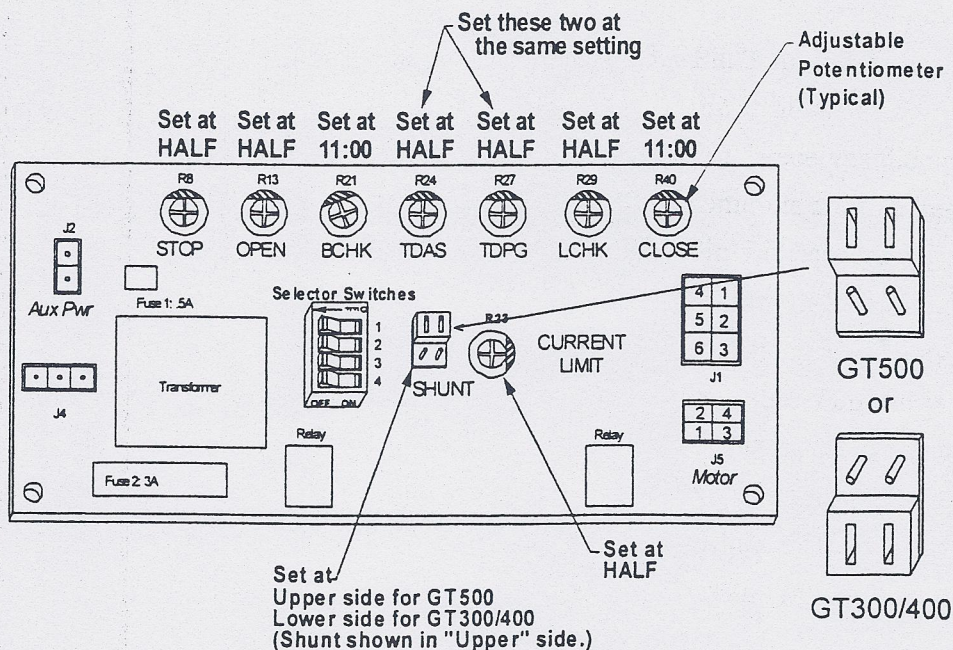 Set these two at
the same setting
Adjustable
Potentiometer
(Typical)
Set at
HALF
Set at
HALF
Set at
11:00
Set at
HALF
Set at
HALF
Set at
HALF
Set at
11:00
R8
R13
R21
R24
R27
R29
R40
STOP
OPEN
BCHK
TDAS
TDPG
LCHK
CLOSE
J2
Aux Pwr
Fuse 1: .5A
Selector Switches
1
2
3
4
OFF ON
SHUNT
CURRENT
LIMIT
4 1
5 2
6 3
J1
J4
Transformer
Relay
Relay
2 4
1 3
J5
Motor
Fuse 2: 3A
GT500
or
GT300/400
Set at
HALF
Set at
Upper side for GT500
Lower side for GT300/400
(Shunt shown in "Upper" side.)